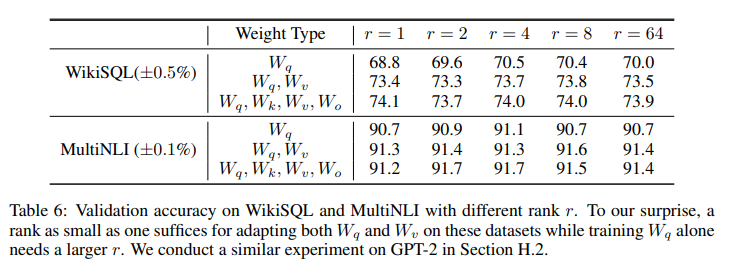 Weight Type r = 1 r = 2 r = 4 r = 8 r = 64
WikiSQL(±0.5%)
W_q 68.8 69.6 70.5 70.4 70.0
W_q, W_v 73.4 73.3 73.7 73.8 73.5
W_q, W_k, W_v, W_o 74.1 73.7 74.0 74.0 73.9
MultiNLI (±0.1%)
W_q 90.7 90.9 91.1 90.7 90.7
W_q, W_v 91.3 91.4 91.3 91.6 91.4
W_q, W_k, W_v, W_o 91.2 91.7 91.7 91.5 91.4
Table 6: Validation accuracy on WikiSQL and MultiNLI with different rank r. To our surprise, a
rank as small as one suffices for adapting both W_q and W_v on these datasets while training W_q alone
needs a larger r. We conduct a similar experiment on GPT-2 in Section H.2.